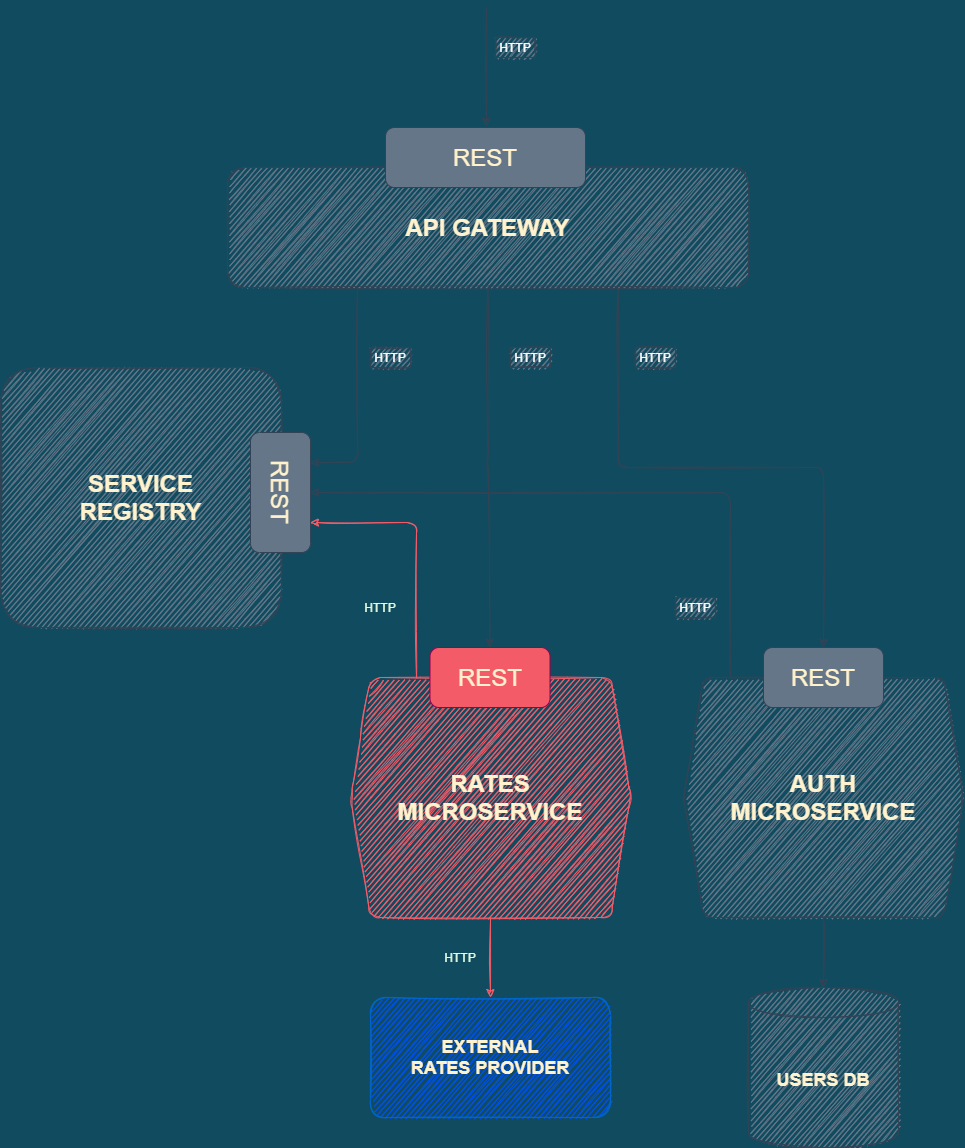 HTTP
REST
API GATEWAY
HTTP
HTTP
HTTP
SERVICE
REGISTRY
REST
HTTP
HTTP
REST
REST
RATES
MICROSERVICE
AUTH
MICROSERVICE
HTTP
EXTERNAL
RATES PROVIDER
USERS DB